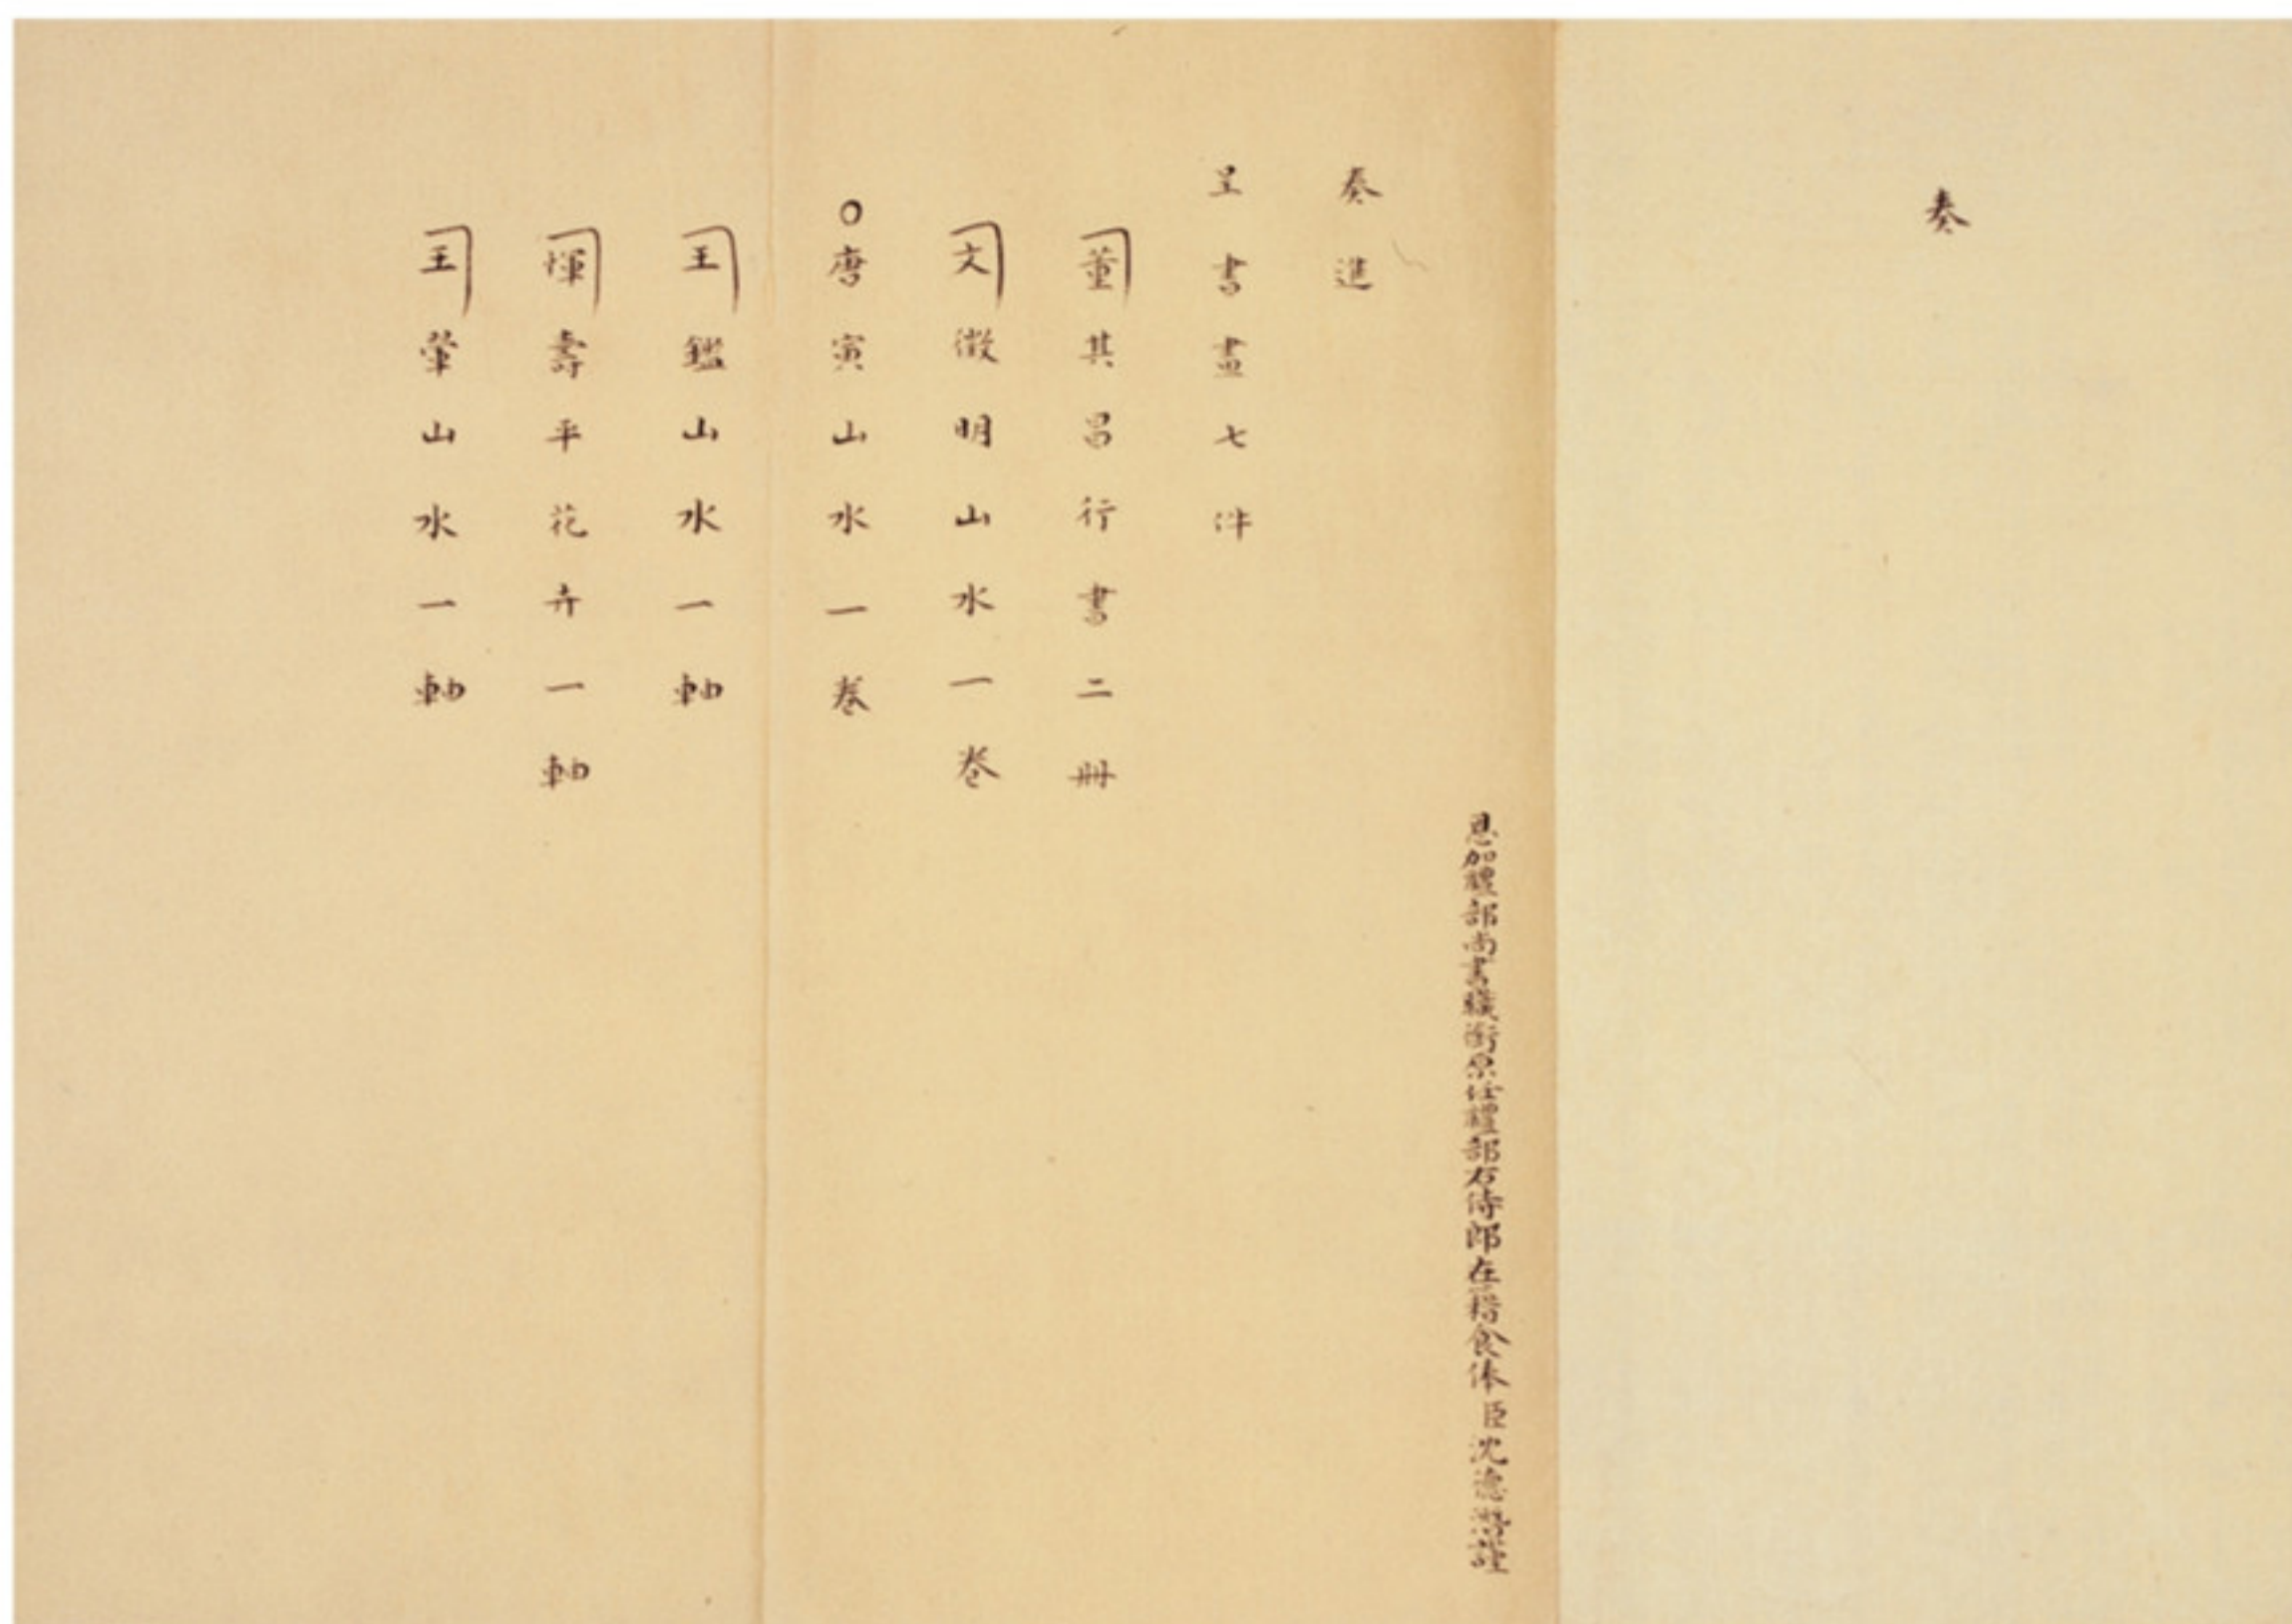 奏
恩加禮部尚書職銜原任禮部右侍郎在籍食俸臣沈德潛謹
奏進
呈書畫七件
董其昌行書二冊
文徵明山水一卷
○唐寅山水一卷
王鑑山水一軸
惲壽平花卉一軸
王翬山水一軸